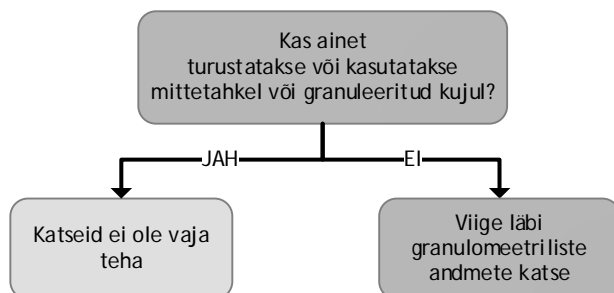 Kas ainet
turustatakse või kasutatakse
mittetahkel või granuleeritud kujul?
JAH
EI
Katseid ei ole vaja
teha
Viige läbi
granulomeetriliste
andmete katse